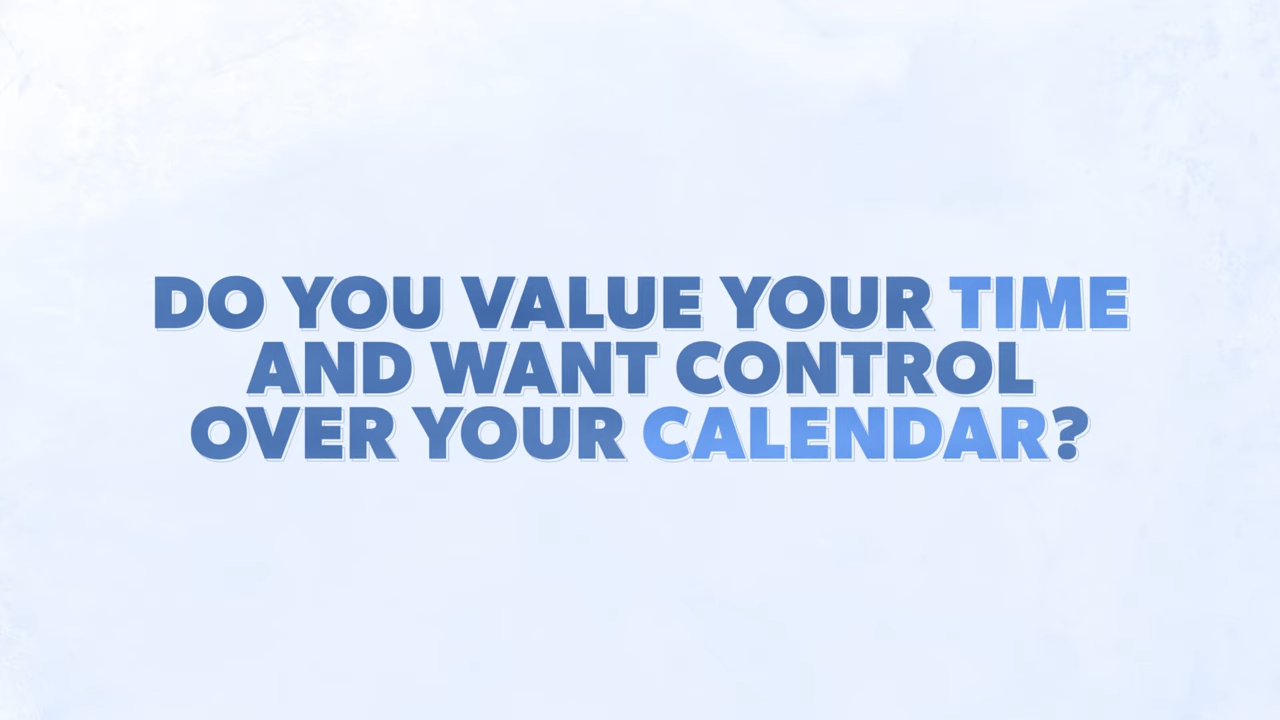 DO YOU VALUE YOUR TIME
AND WANT CONTROL
OVER YOUR CALENDAR?